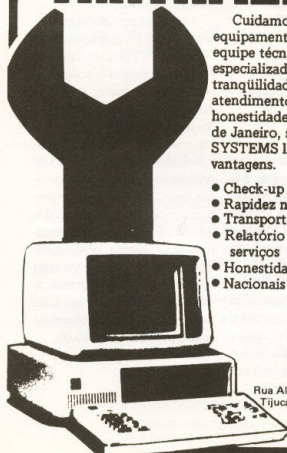 Cuidamo
equipament
equipe técn
especializad
tranqüilidad
atendimento
honestidade
de Janeiro, s
SYSTEMS I
vantagens.
• Check-up
• Rapidez n
• Transport
• Relatório
serviços
• Honestida
• Nacionais
Rua Al
Tijuca